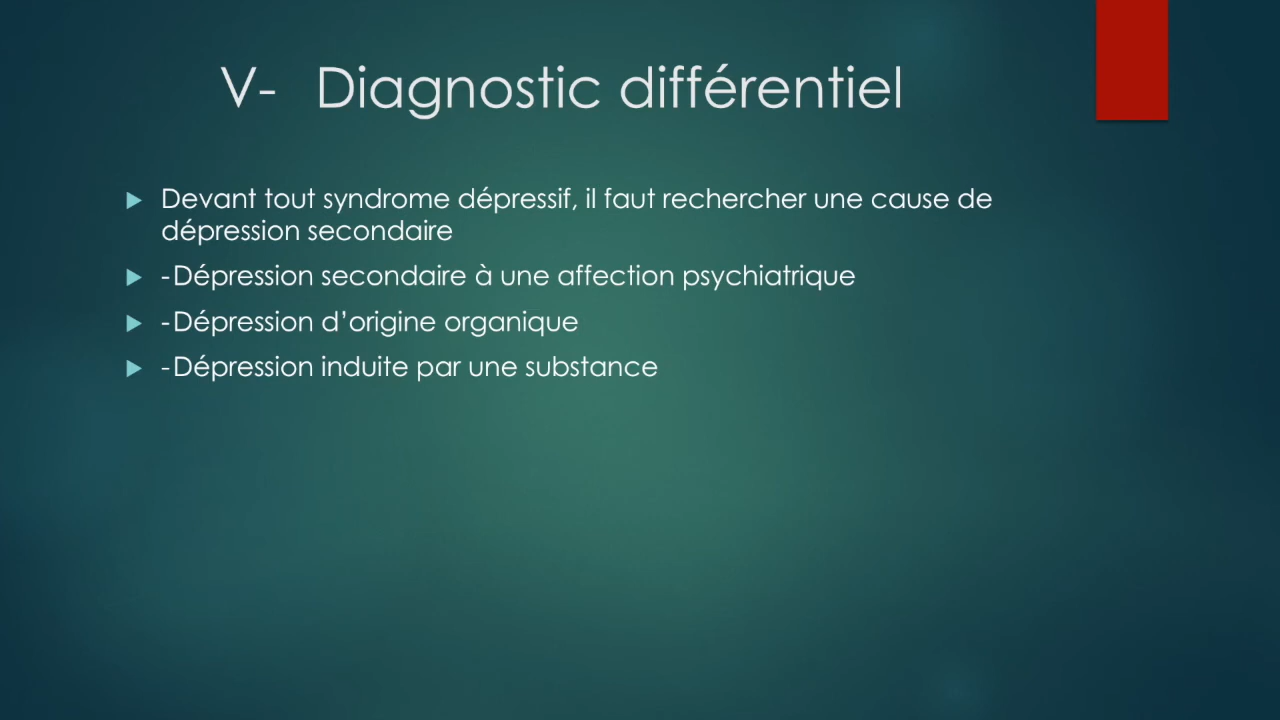 V- Diagnostic différentiel
Devant tout syndrome dépressif, il faut rechercher une cause de
dépression secondaire
-Dépression secondaire à une affection psychiatrique
-Dépression d’origine organique
-Dépression induite par une substance